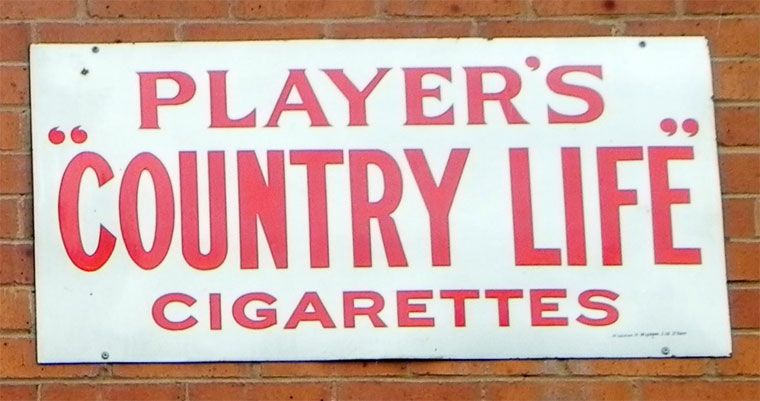 PLAYER'S
“COUNTRY LIFE”
CIGARETTES